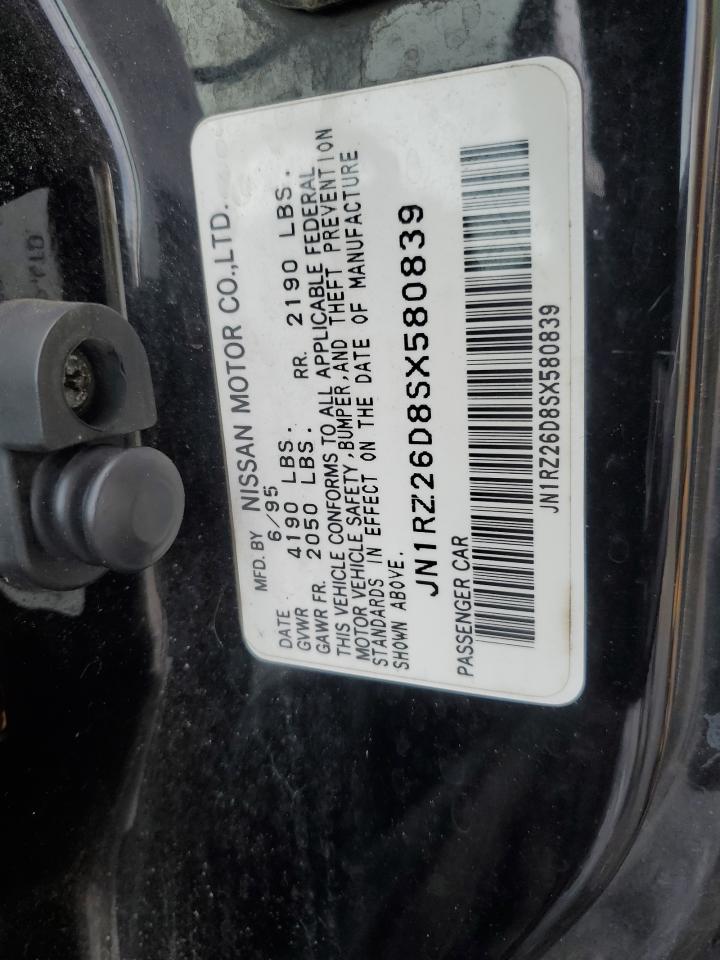 MFD. BY NISSAN MOTOR CO.,LTD.
DATE 6/95
GVWR 4190 LBS.
GAWR FR. 2050 LBS. RR. 2190 LBS.
THIS VEHICLE CONFORMS TO ALL APPLICABLE FEDERAL
MOTOR VEHICLE SAFETY, BUMPER, AND THEFT PREVENTION
STANDARDS IN EFFECT ON THE DATE OF MANUFACTURE
SHOWN ABOVE.
JN1RZ26D8SX580839
PASSENGER CAR
JN1RZ26D8SX580839